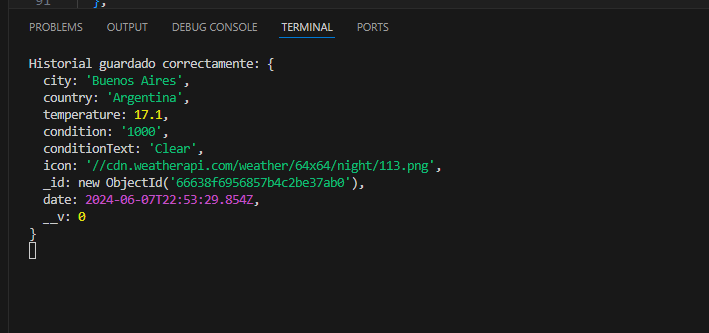 91
};
PROBLEMS OUTPUT DEBUG CONSOLE TERMINAL PORTS
Historial guardado correctamente: {
  city: 'Buenos Aires',
  country: 'Argentina',
  temperature: 17.1,
  condition: '1000',
  conditionText: 'Clear',
  icon: '//cdn.weatherapi.com/weather/64x64/night/113.png',
  _id: new ObjectId('66638f6956857b4c2be37ab0'),
  date: 2024-06-07T22:53:29.854Z,
  __v: 0
}